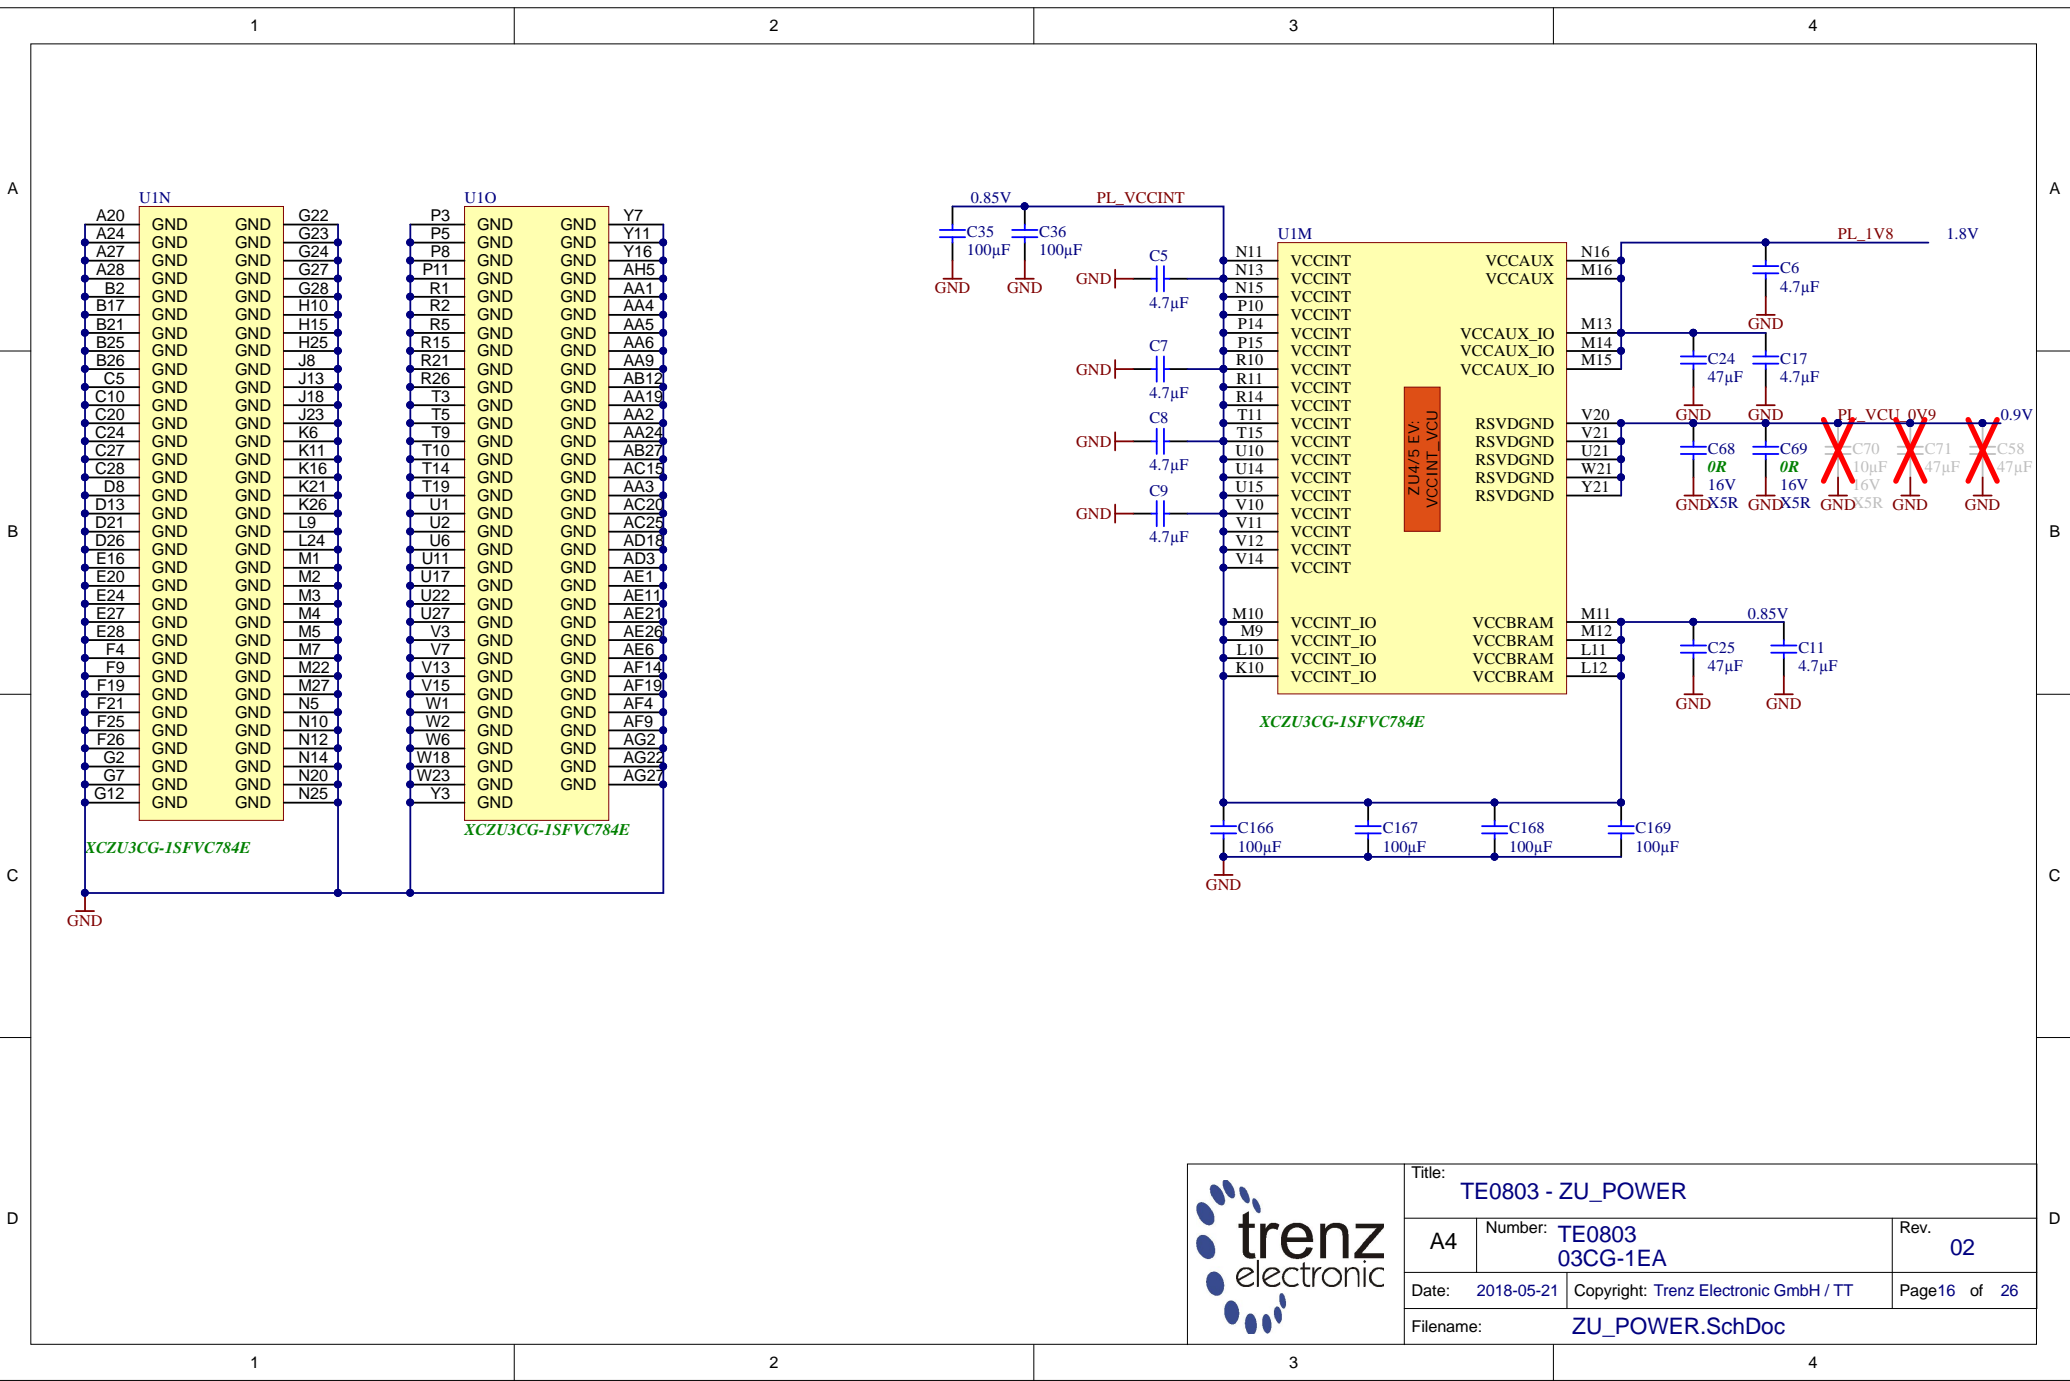 1 2 3 4
A A
B B
C C
D D
U1N
A20 GND GND G22
A24 GND GND G23
A27 GND GND G24
A28 GND GND G27
B2 GND GND G28
B17 GND GND H10
B21 GND GND H15
B25 GND GND H25
B26 GND GND J8
C5 GND GND J13
C10 GND GND J18
C20 GND GND J23
C24 GND GND K6
C27 GND GND K11
C28 GND GND K16
D8 GND GND K21
D13 GND GND K26
D21 GND GND L9
D26 GND GND L24
E16 GND GND M1
E20 GND GND M2
E24 GND GND M3
E27 GND GND M4
E28 GND GND M5
F4 GND GND M7
F9 GND GND M22
F19 GND GND M27
F21 GND GND N5
F25 GND GND N10
F26 GND GND N12
G2 GND GND N14
G7 GND GND N20
G12 GND GND N25
XCZU3CG-1SFVC784E
GND
U1O
P3 GND GND Y7
P5 GND GND Y11
P8 GND GND Y16
P11 GND GND AH5
R1 GND GND AA1
R2 GND GND AA4
R5 GND GND AA5
R15 GND GND AA6
R21 GND GND AA9
R26 GND GND AB12
T3 GND GND AA19
T5 GND GND AA2
T9 GND GND AA24
T10 GND GND AB27
T14 GND GND AC15
T19 GND GND AA3
U1 GND GND AC20
U2 GND GND AC25
U6 GND GND AD18
U11 GND GND AD3
U17 GND GND AE1
U22 GND GND AE11
U27 GND GND AE21
V3 GND GND AE26
V7 GND GND AE6
V13 GND GND AF14
V15 GND GND AF19
W1 GND GND AF4
W2 GND GND AF9
W6 GND GND AG2
W18 GND GND AG22
W23 GND GND AG27
Y3 GND
XCZU3CG-1SFVC784E
0.85V PL_VCCINT
C35 C36
100µF 100µF
GND GND
C5
GND
4.7µF
C7
GND
4.7µF
C8
GND
4.7µF
C9
GND
4.7µF
U1M
N11 VCCINT
N13 VCCINT
N15 VCCINT
P10 VCCINT
P14 VCCINT
P15 VCCINT
R10 VCCINT
R11 VCCINT
R14 VCCINT
T11 VCCINT
T15 VCCINT
U10 VCCINT
U14 VCCINT
U15 VCCINT
V10 VCCINT
V11 VCCINT
V12 VCCINT
V14 VCCINT
M10 VCCINT_IO
M9 VCCINT_IO
L10 VCCINT_IO
K10 VCCINT_IO
ZU4/5 EV:
VCCINT_VCU
VCCAUX N16
VCCAUX M16
VCCAUX_IO M13
VCCAUX_IO M14
VCCAUX_IO M15
RSVDGND V20
RSVDGND V21
RSVDGND U21
RSVDGND W21
RSVDGND Y21
VCCBRAM M11
VCCBRAM M12
VCCBRAM L11
VCCBRAM L12
XCZU3CG-1SFVC784E
PL_1V8 1.8V
C6
4.7µF
GND
C24 C17
47µF 4.7µF
GND GND
PL_VCU_0V9 0.9V
C68 C69 C70 C71 C58
0R 0R 10µF 47µF 47µF
16V 16V 16V
X5R X5R X5R
GND GND GND GND GND
0.85V
C25 C11
47µF 4.7µF
GND GND
C166 C167 C168 C169
100µF 100µF 100µF 100µF
GND
trenz
electronic
Title:
TE0803 - ZU_POWER
A4 Number: TE0803
03CG-1EA
Rev.
02
Date: 2018-05-21 Copyright: Trenz Electronic GmbH / TT Page16 of 26
Filename: ZU_POWER.SchDoc
1 2 3 4